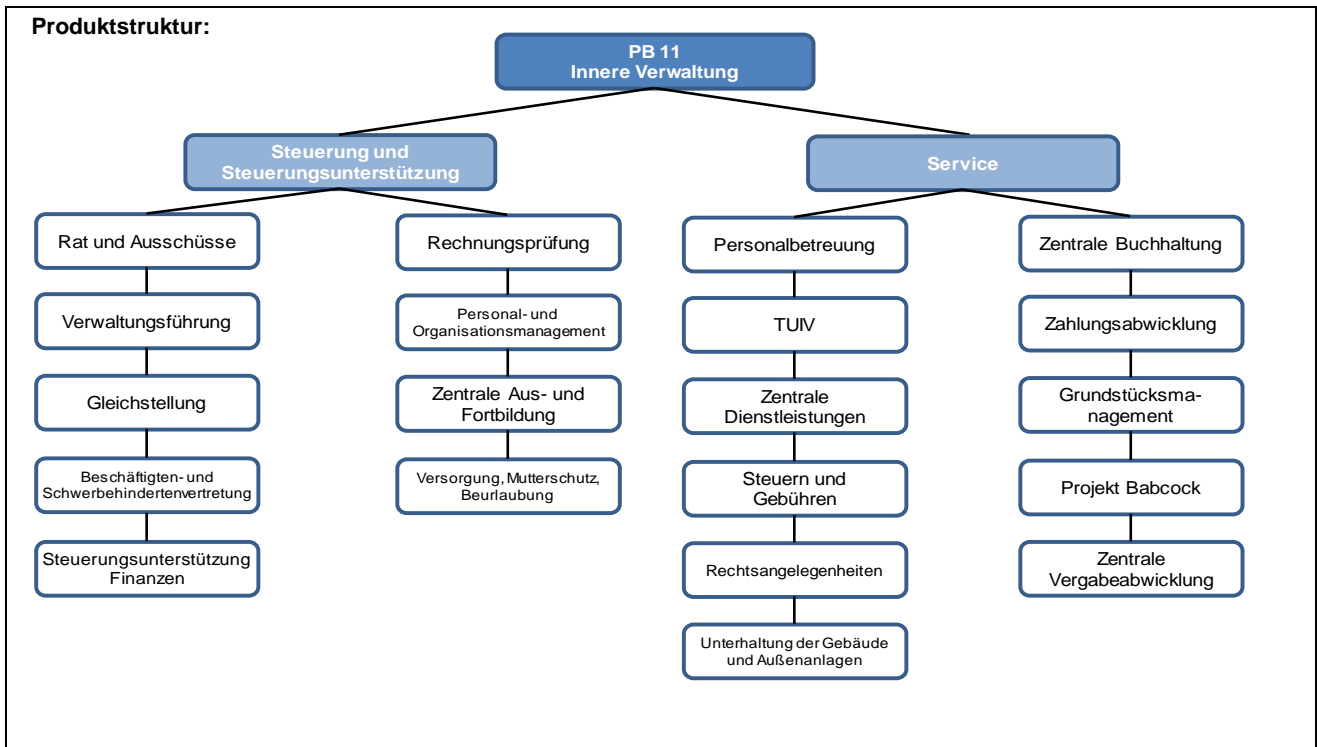 Produktstruktur:
PB 11
Innere Verwaltung
Steuerung und
Steuerungsunterstützung
Service
Rat und Ausschüsse
Verwaltungsführung
Gleichstellung
Beschäftigten- und
Schwerbehindertenvertretung
Steuerungsunterstützung
Finanzen
Rechnungsprüfung
Personal- und
Organisationsmanagement
Zentrale Aus- und
Fortbildung
Versorgung, Mutterschutz,
Beurlaubung
Personalbetreuung
TUIV
Zentrale
Dienstleistungen
Steuern und
Gebühren
Rechtsangelegenheiten
Unterhaltung der Gebäude
und Außenanlagen
Zentrale Buchhaltung
Zahlungsabwicklung
Grundstücksma-
nagement
Projekt Babcock
Zentrale
Vergabeabwicklung